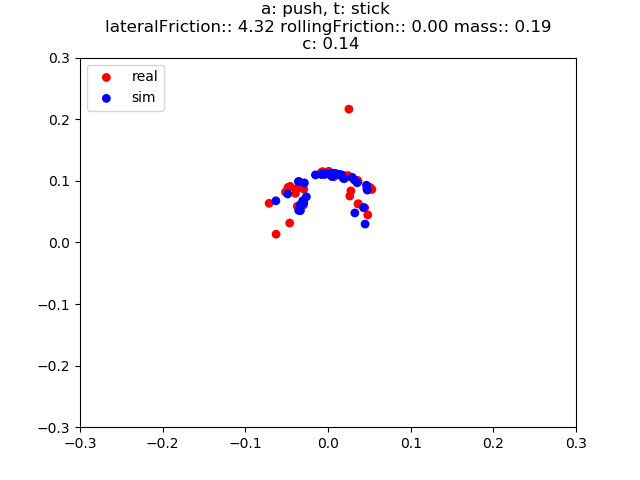 a: push, t: stick
lateralFriction:: 4.32 rollingFriction:: 0.00 mass:: 0.19
c: 0.14
real
sim
0.3
0.2
0.1
0.0
−0.1
−0.2
−0.3
−0.3 −0.2 −0.1 0.0 0.1 0.2 0.3